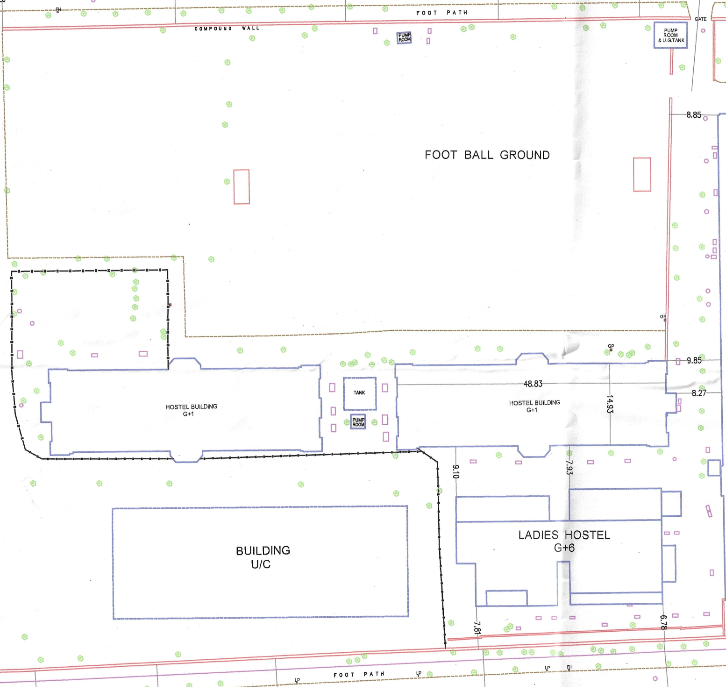 FOOT PATH
COMPOUND WALL
PUMP
ROOM
PUMP
ROOM
& U.G.TANK
GATE
8.85
FOOT BALL GROUND
9.85
48.83
14.93
8.27
TANK
PUMP
ROOM
HOSTEL BUILDING
G+1
HOSTEL BUILDING
G+1
9.10
7.93
LADIES HOSTEL
G+6
BUILDING
U/C
7.81
6.78
FOOT PATH